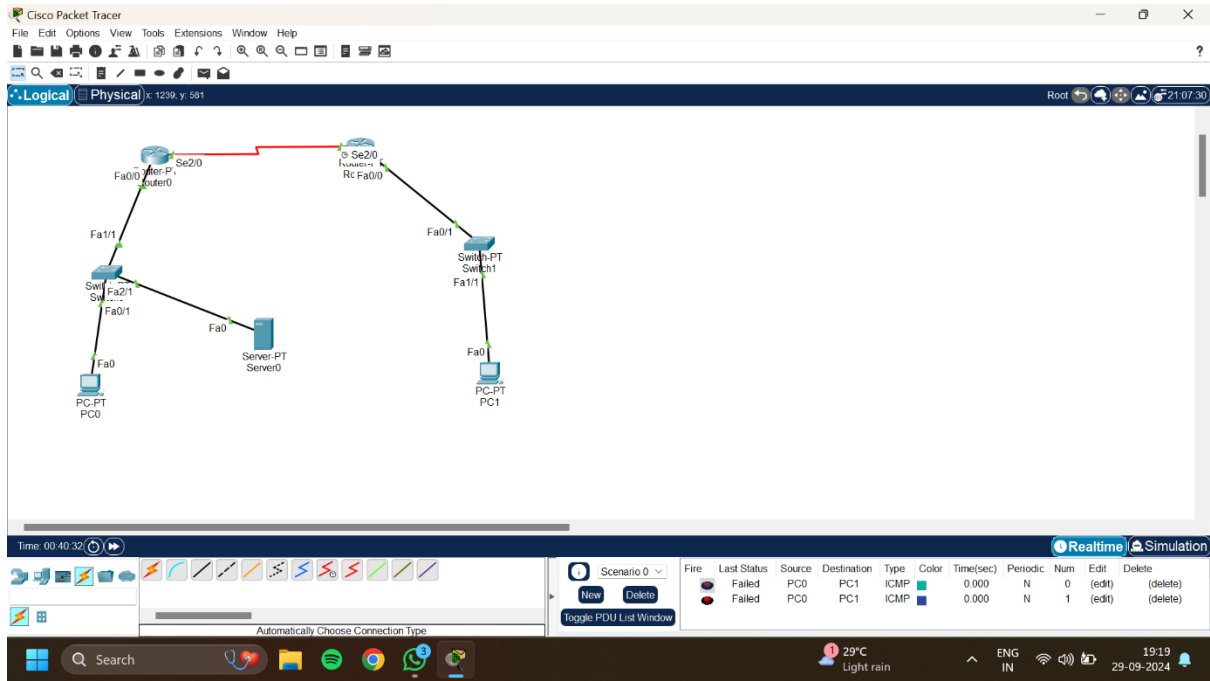 Cisco Packet Tracer
File Edit Options View Tools Extensions Window Help
?
Logical Physical x: 1239, y: 581 Root 21:07:30
Se2/0 Se2/0
Fa0/0 Fa0/0
Router0
Fa1/1 Fa0/1
Switch-PT
Switch1
Fa2/1 Fa1/1
Fa0/1
Fa0 Fa0
Server-PT
Server0
Fa0
PC-PT
PC0
PC-PT
PC1
Time: 00:40:32 Realtime Simulation
Scenario 0 Fire Last Status Source Destination Type Color Time(sec) Periodic Num Edit Delete
Failed PC0 PC1 ICMP 0.000 N 0 (edit) (delete)
New Delete Failed PC0 PC1 ICMP 0.000 N 1 (edit) (delete)
Toggle PDU List Window
Automatically Choose Connection Type
Search 3 1 29°C ENG 19:19
Light rain IN 29-09-2024